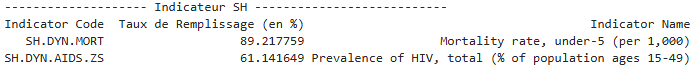 -------------------- Indicateur SH ---------------------------
Indicator Code Taux de Remplissage (en %) Indicator Name
SH.DYN.MORT 89.217759 Mortality rate, under-5 (per 1,000)
SH.DYN.AIDS.ZS 61.141649 Prevalence of HIV, total (% of population ages 15-49)